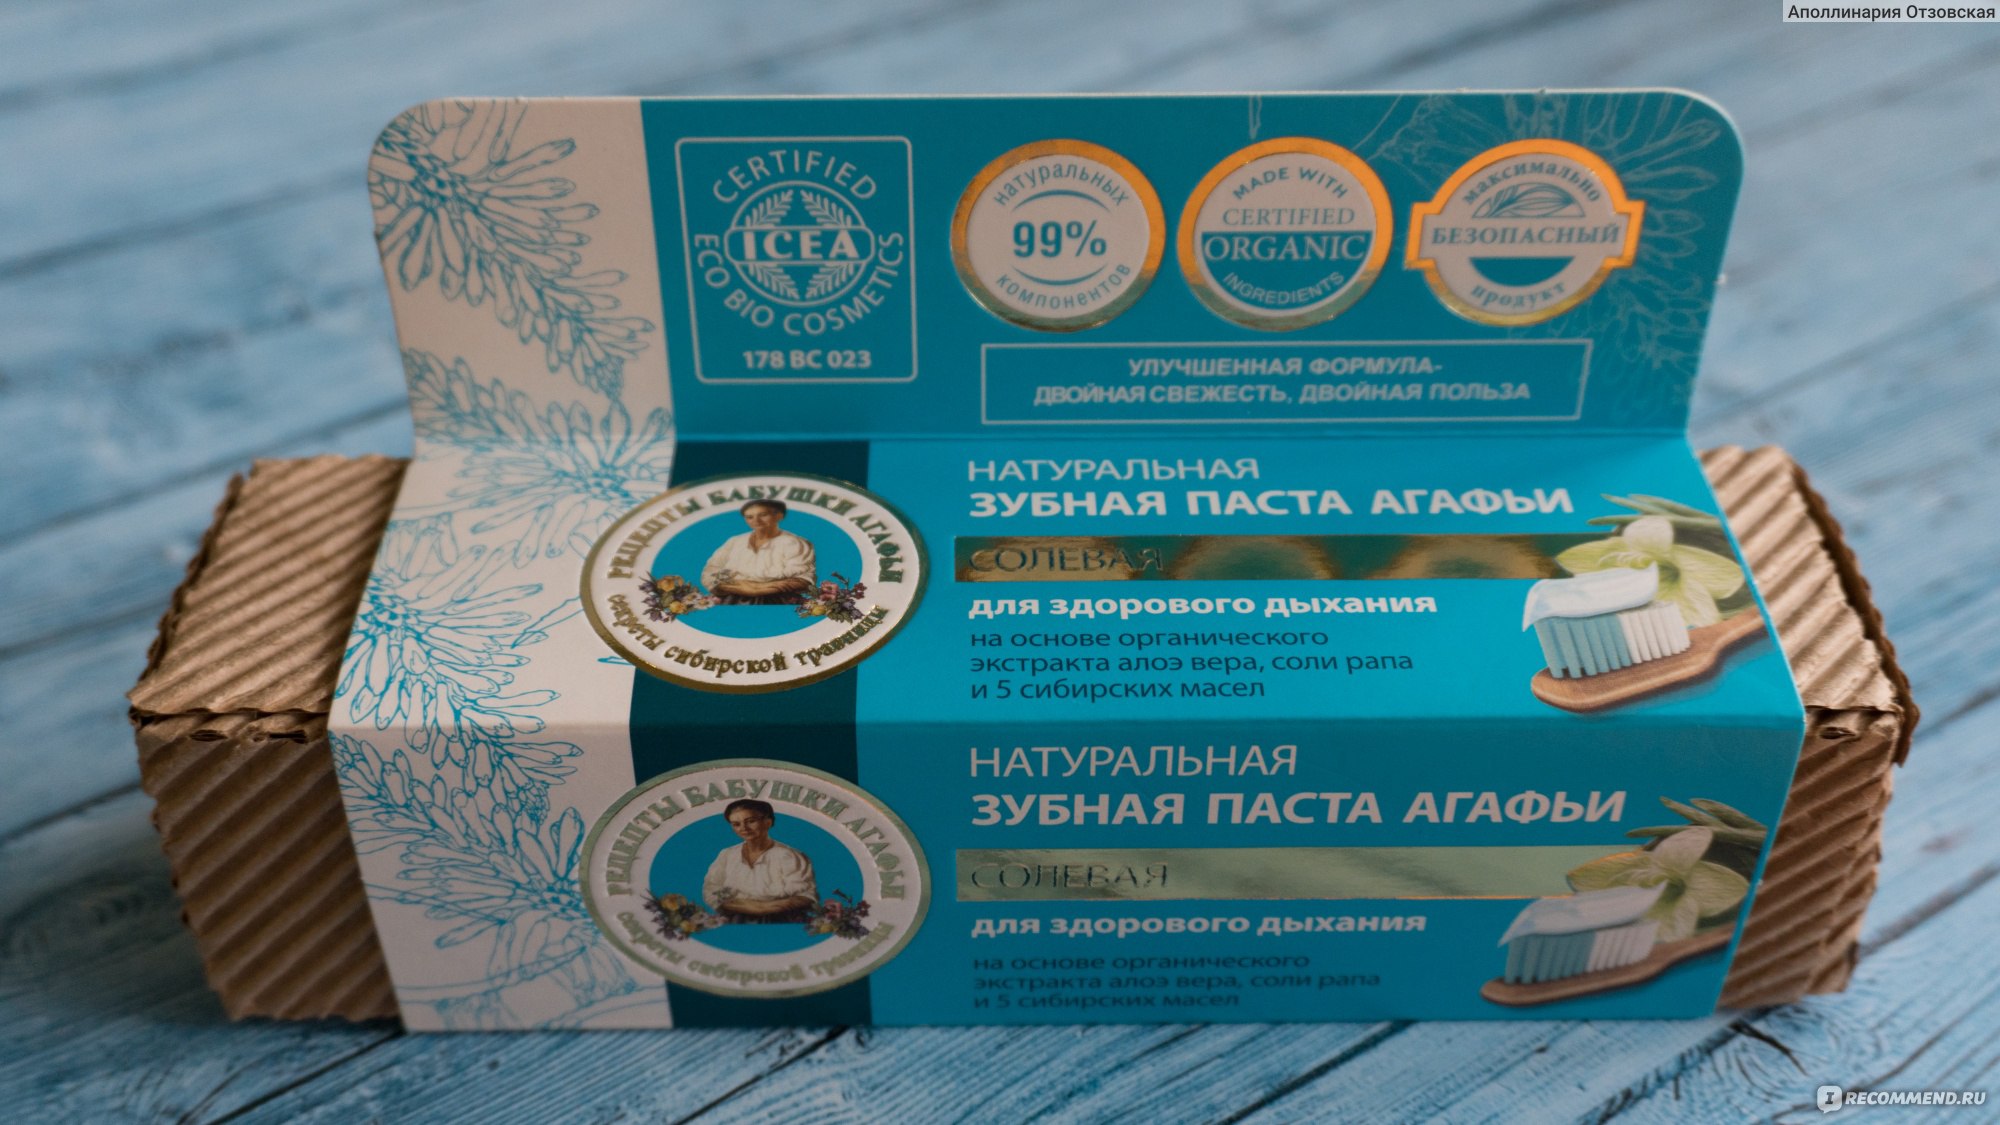 Аполлинария Отзовская
CERTIFIED
ICEA
ECO BIO COSMETICS
178 BC 023
натуральных
99%
компонентов
MADE WITH
CERTIFIED
ORGANIC
INGREDIENTS
максимально
БЕЗОПАСНЫЙ
продукт
УЛУЧШЕННАЯ ФОРМУЛА-
ДВОЙНАЯ СВЕЖЕСТЬ, ДВОЙНАЯ ПОЛЬЗА
РЕЦЕПТЫ БАБУШКИ АГАФЬИ
секреты сибирской травницы
НАТУРАЛЬНАЯ
ЗУБНАЯ ПАСТА АГАФЬИ
СОЛЕВАЯ
для здорового дыхания
на основе органического
экстракта алоэ вера, соли рапа
и 5 сибирских масел
РЕЦЕПТЫ БАБУШКИ АГАФЬИ
секреты сибирской травницы
НАТУРАЛЬНАЯ
ЗУБНАЯ ПАСТА АГАФЬИ
СОЛЕВАЯ
для здорового дыхания
на основе органического
экстракта алоэ вера, соли рапа
и 5 сибирских масел
IRECOMMEND.RU